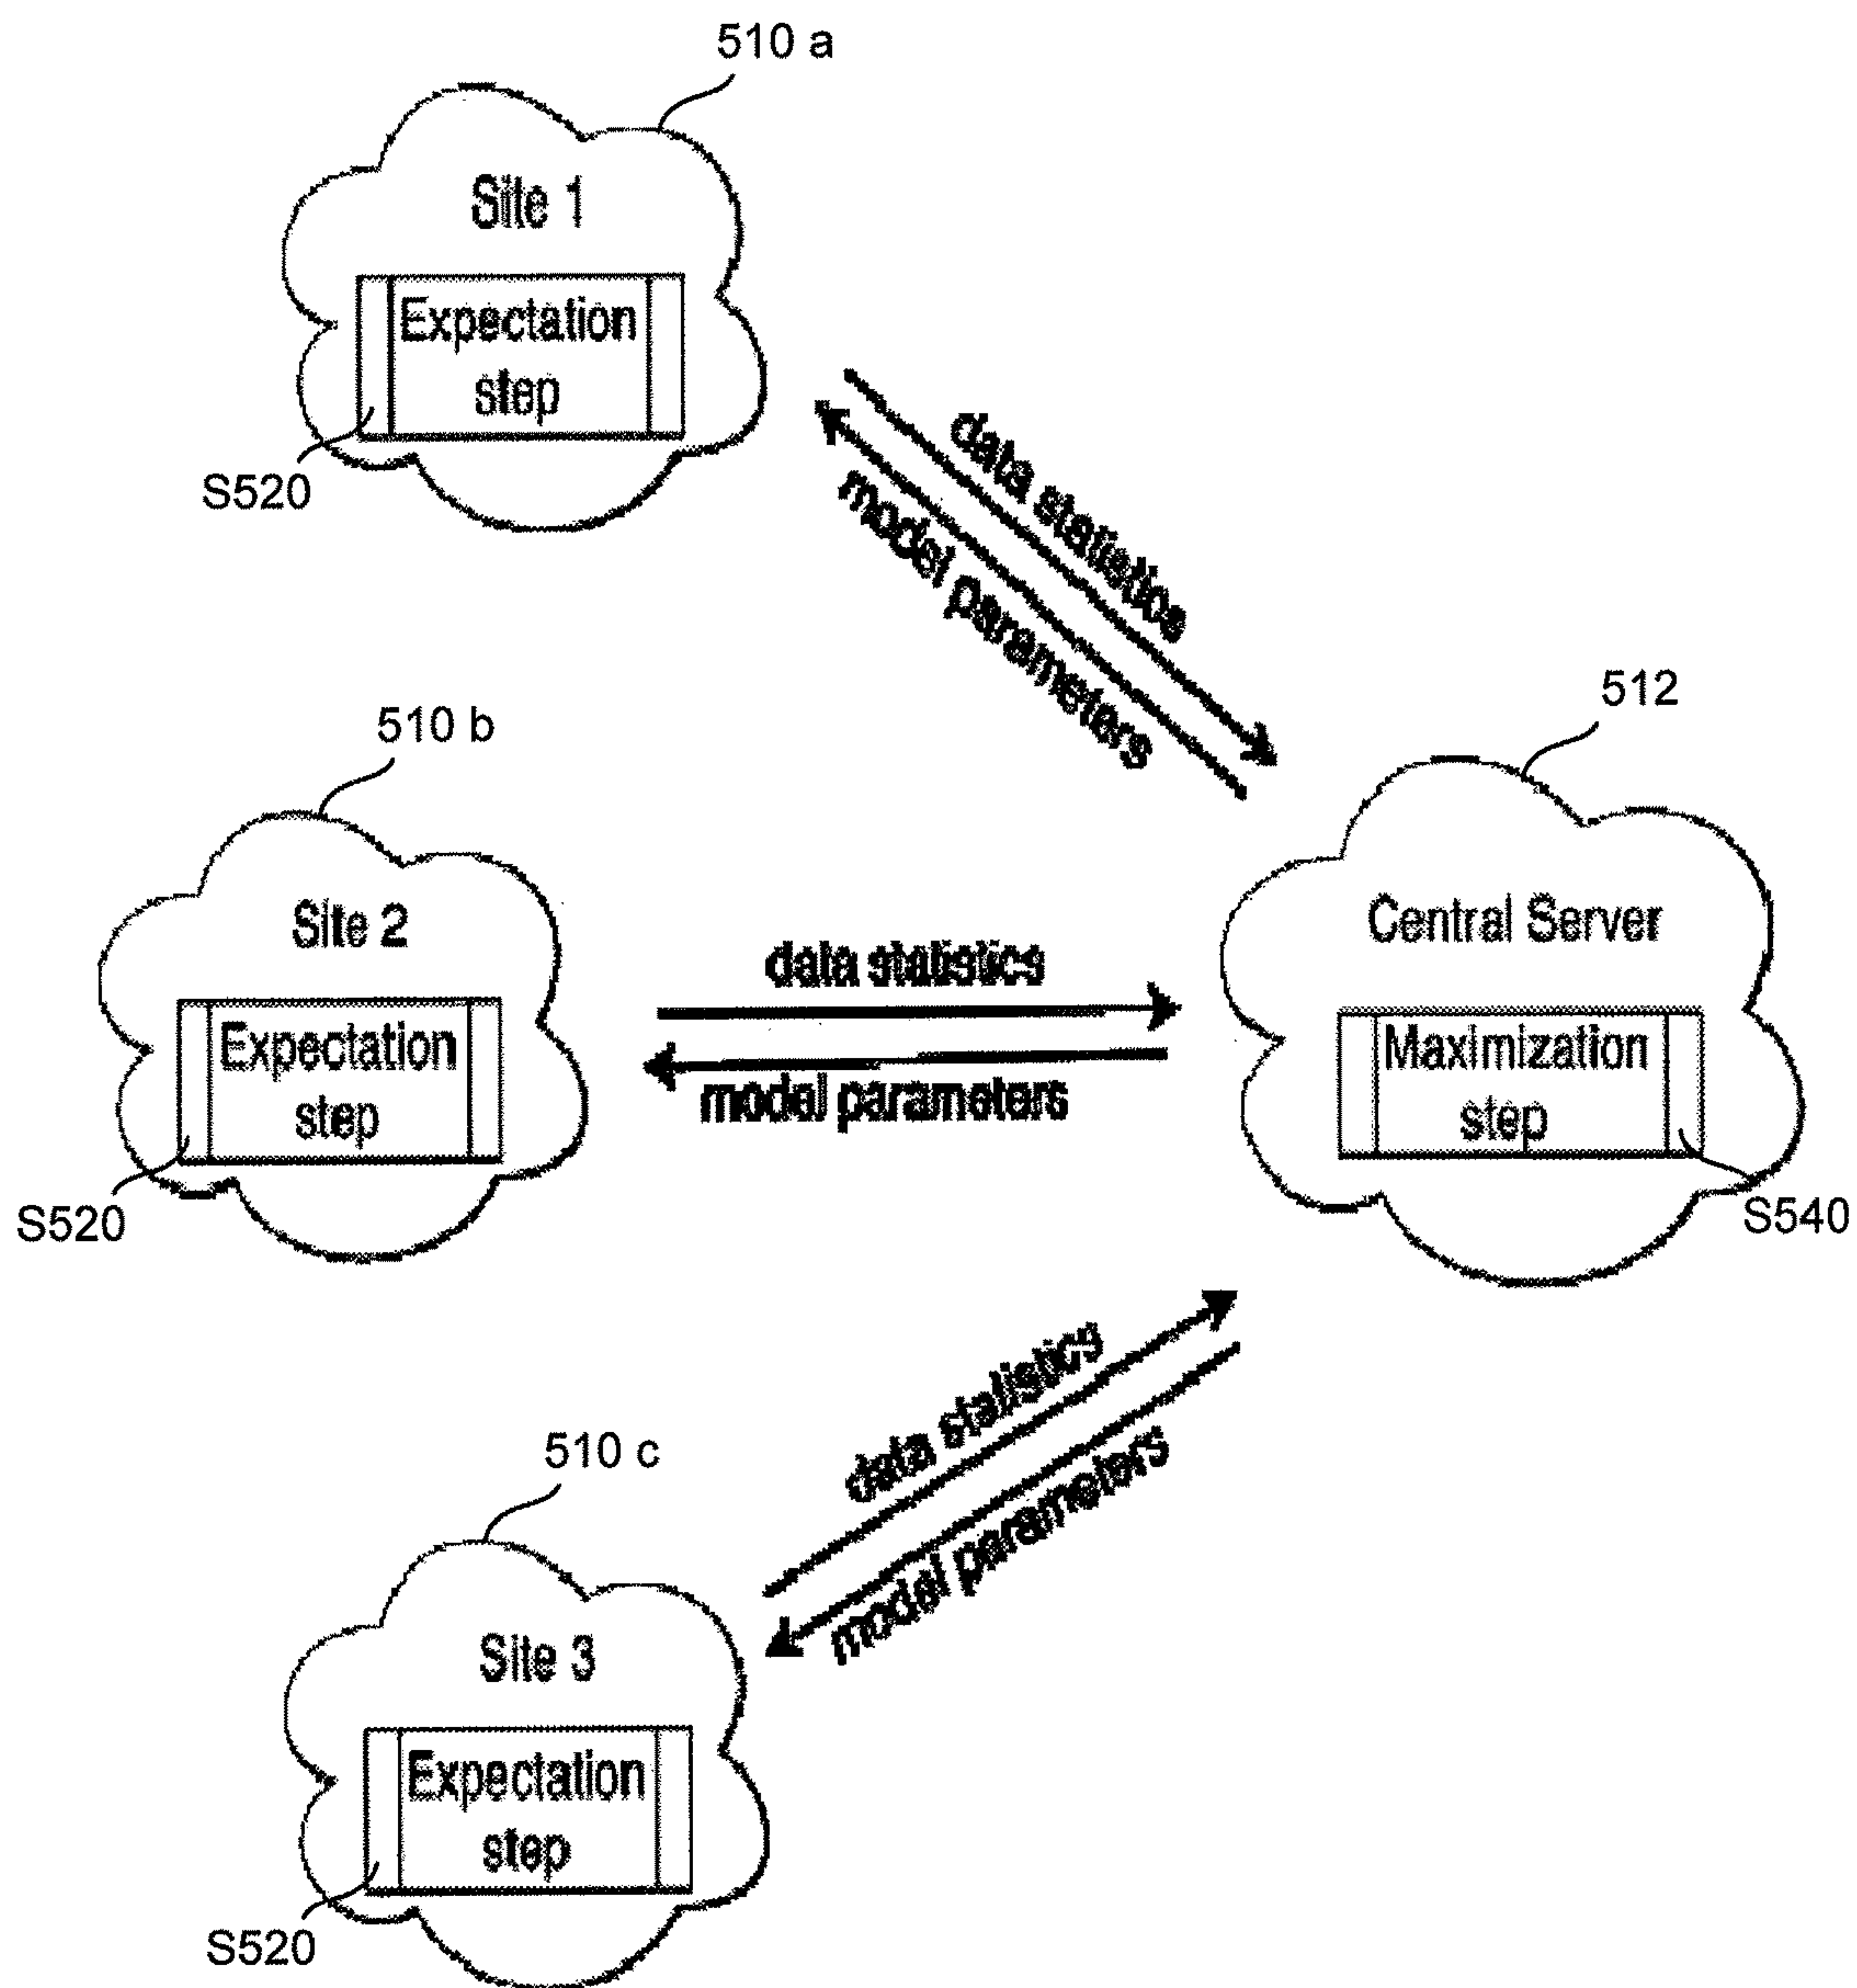 510 a
Site 1
Expectation
step
S520
data statistics
model parameters
510 b
Site 2
Expectation
step
S520
data statistics
model parameters
512
Central Server
Maximization
step
S540
data statistics
model parameters
510 c
Site 3
Expectation
step
S520